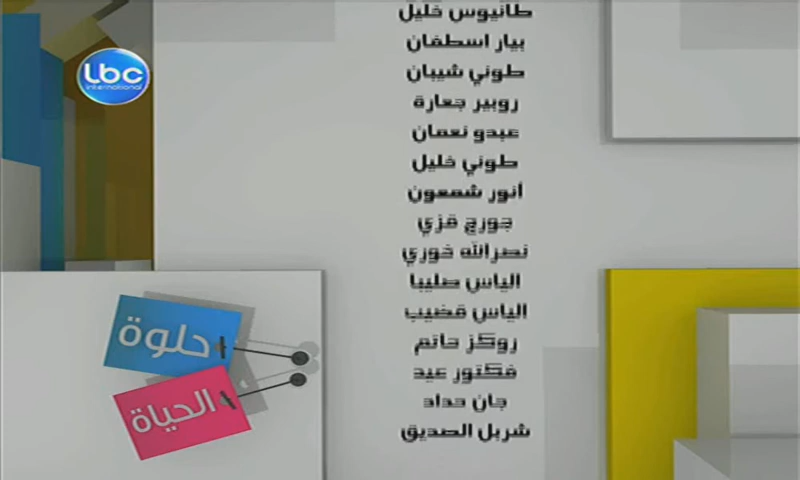 طانيوس خليل
بيار اسطفان
طوني شيبان
روبير جعارة
عبدو نعمان
طوني خليل
أنور شمعون
جورج قزي
نصرالله خوري
الياس صليبا
الياس قضيب
روكز حاتم
فكتور عيد
جان حداد
شربل الصديق
lbc
international
حلوة
الحياة